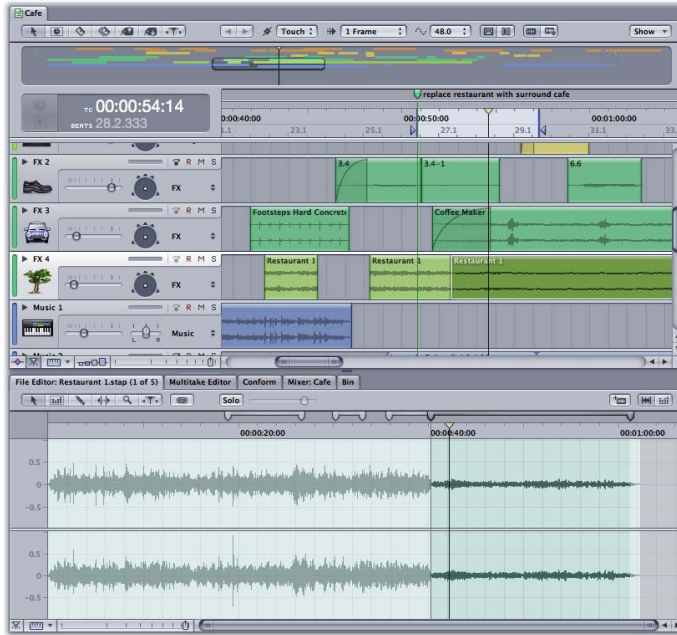 Cafe
Touch
1 Frame
48.0
Show
replace restaurant with surround cafe
TC 00:00:54:14
BEATS 28.2.333
0:00:40:00
00:00:50:00
00:01:00:00
23.1
25.1
27.1
29.1
31.1
33.
FX 2
R M S
FX
3.4
3.4-1
6.6
FX 3
R M S
FX
Footsteps Hard Concrete
Coffee Maker
FX 4
R M S
FX
Restaurant 1
Restaurant 1
Restaurant 1
Music 1
R M S
L R
Music
File Editor: Restaurant 1.stap (1 of 5)
Multitake Editor
Conform
Mixer: Cafe
Bin
Solo
00:00:20:00
00:00:40:00
00:01:00:00
0.5
0
-0.5
0.5
0
-0.5